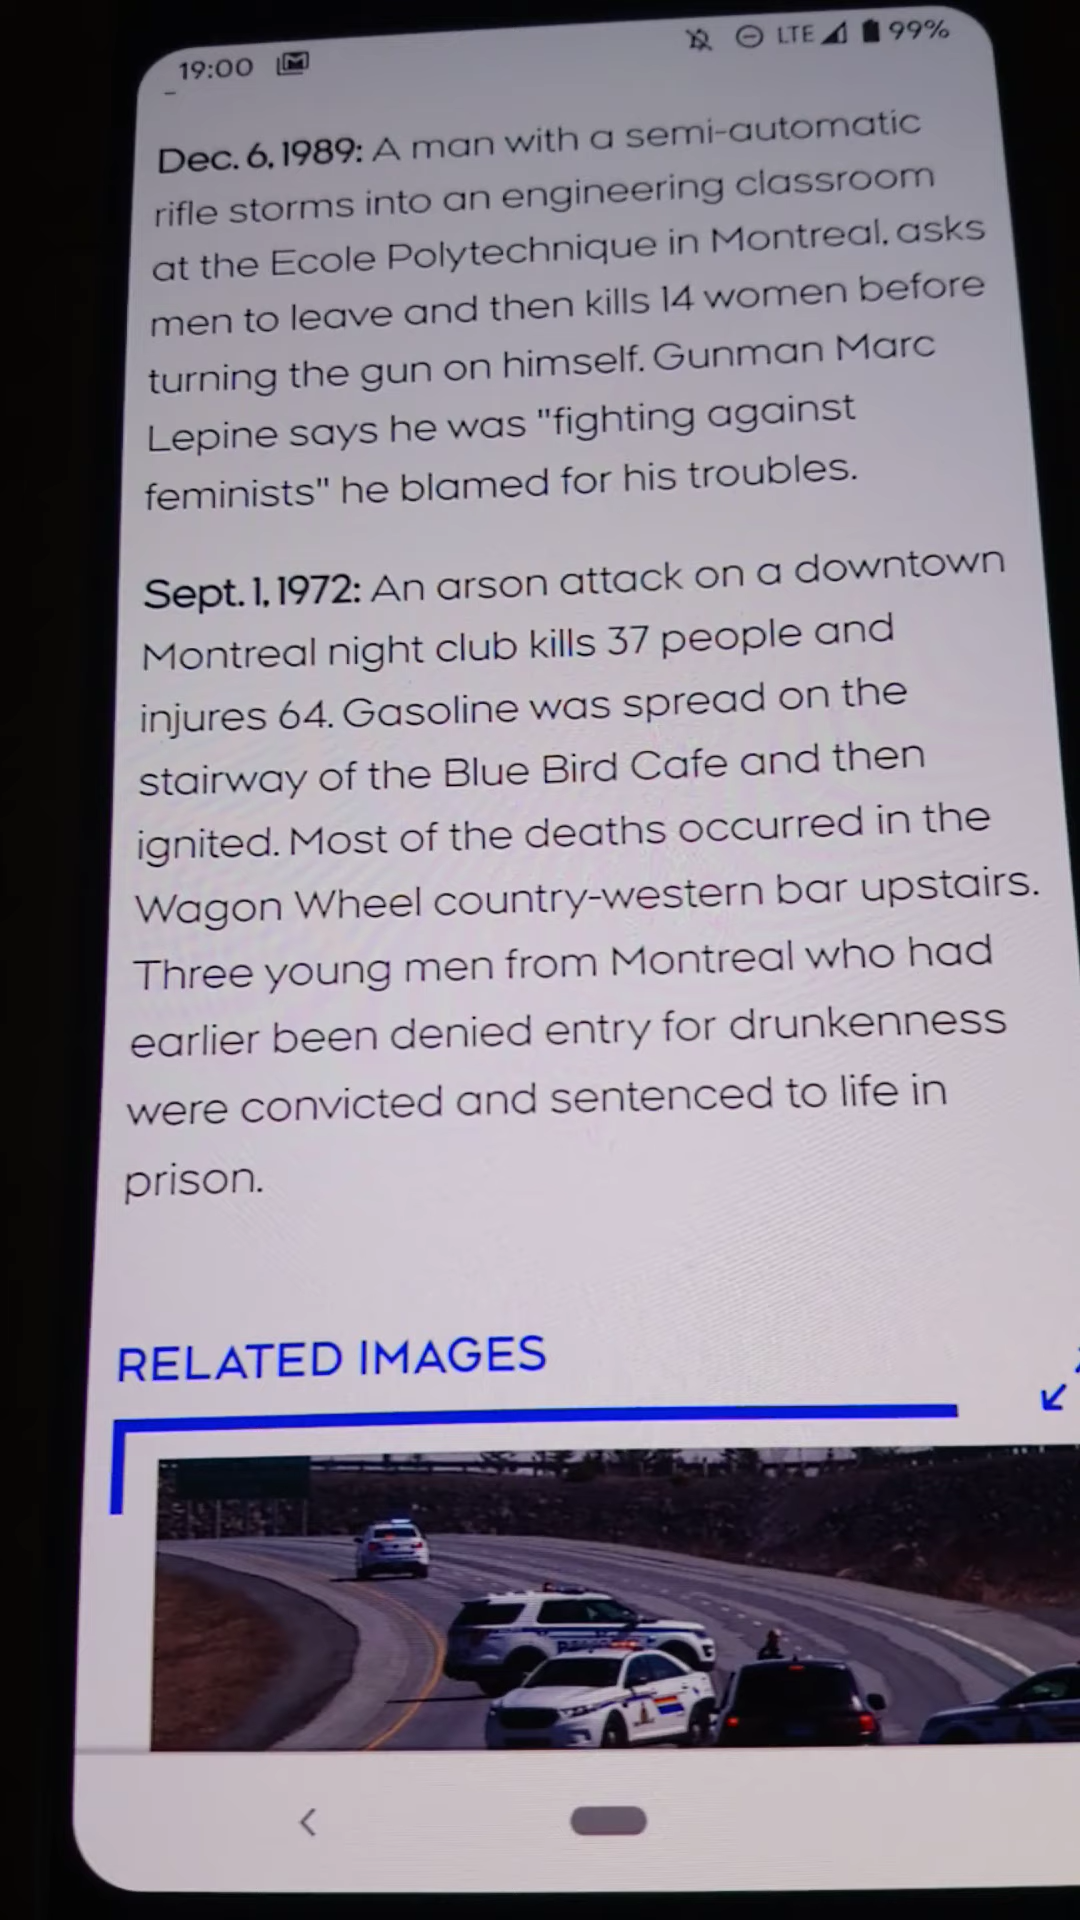 19:00 LTE 99%
Dec. 6, 1989: A man with a semi-automatic
rifle storms into an engineering classroom
at the Ecole Polytechnique in Montreal, asks
men to leave and then kills 14 women before
turning the gun on himself. Gunman Marc
Lepine says he was "fighting against
feminists" he blamed for his troubles.
Sept. 1, 1972: An arson attack on a downtown
Montreal night club kills 37 people and
injures 64. Gasoline was spread on the
stairway of the Blue Bird Cafe and then
ignited. Most of the deaths occurred in the
Wagon Wheel country-western bar upstairs.
Three young men from Montreal who had
earlier been denied entry for drunkenness
were convicted and sentenced to life in
prison.
RELATED IMAGES